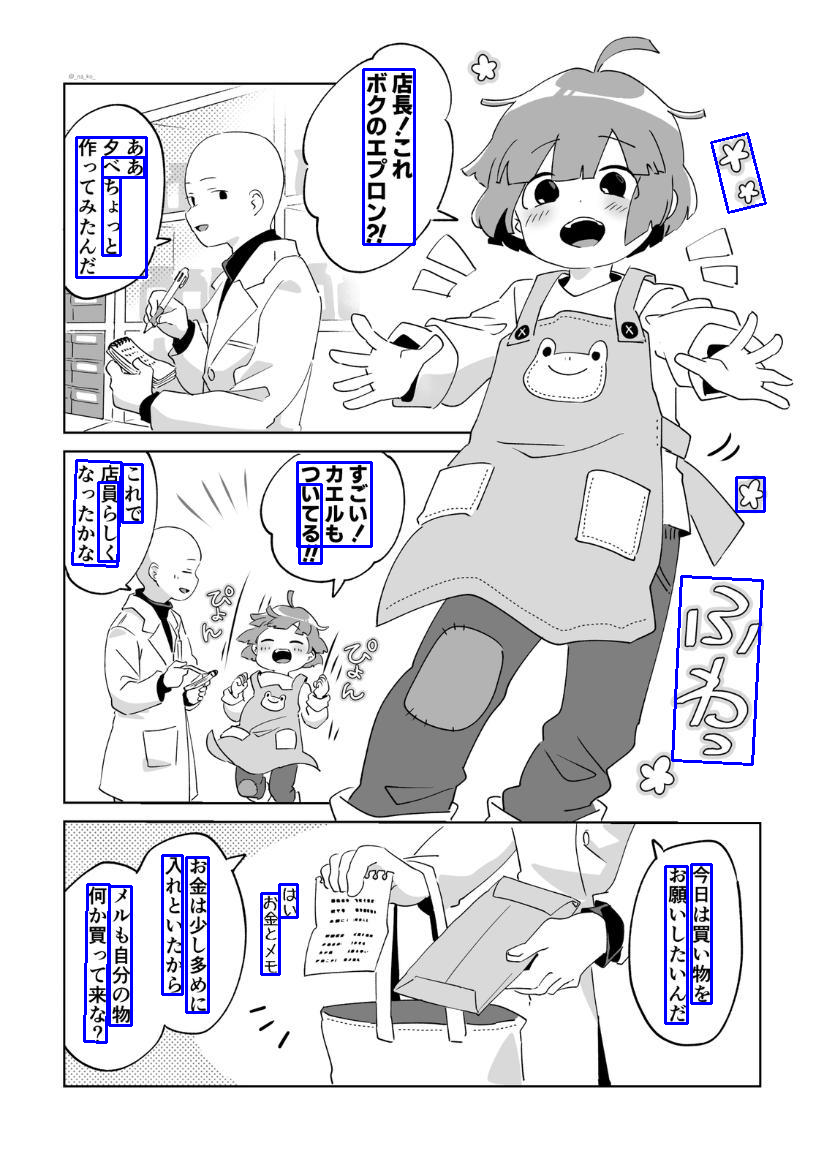 @_na_ko_
店長！これ
ボクのエプロン⁈
ああ
夕べちょっと
作ってみたんだ
すごい！
カエルも
ついてる！！
これで
店員らしく
なったかな
ぴょん
ぴょん
ふわっ
今日は買い物を
お願いしたいんだ
はい
お金とメモ
お金は少し多めに
入れといたから
メルも自分の物
何か買って来な？